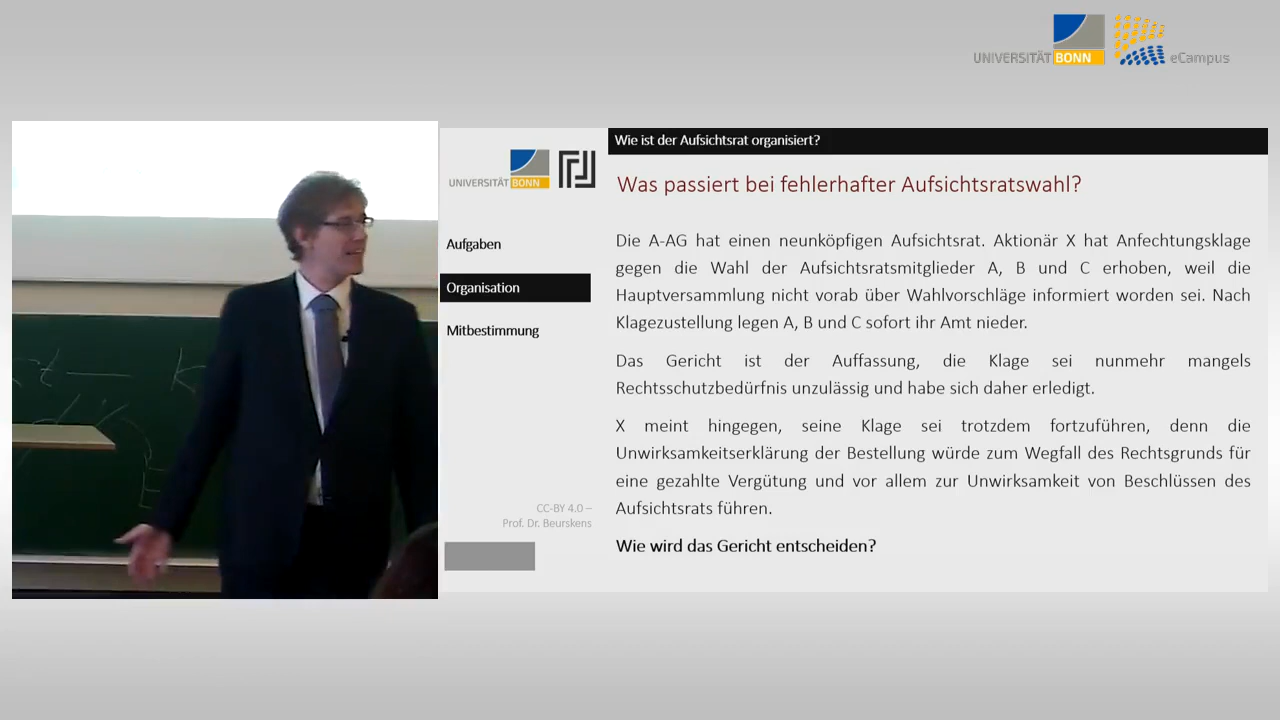 UNIVERSITÄT BONN eCampus
UNIVERSITÄT BONN
Wie ist der Aufsichtsrat organisiert?
Was passiert bei fehlerhafter Aufsichtsratswahl?
Aufgaben
Organisation
Mitbestimmung
Die A-AG hat einen neunköpfigen Aufsichtsrat. Aktionär X hat Anfechtungsklage
gegen die Wahl der Aufsichtsratsmitglieder A, B und C erhoben, weil die
Hauptversammlung nicht vorab über Wahlvorschläge informiert worden sei. Nach
Klagezustellung legen A, B und C sofort ihr Amt nieder.
Das Gericht ist der Auffassung, die Klage sei nunmehr mangels
Rechtsschutzbedürfnis unzulässig und habe sich daher erledigt.
X meint hingegen, seine Klage sei trotzdem fortzuführen, denn die
Unwirksamkeitserklärung der Bestellung würde zum Wegfall des Rechtsgrunds für
eine gezahlte Vergütung und vor allem zur Unwirksamkeit von Beschlüssen des
Aufsichtsrats führen.
Wie wird das Gericht entscheiden?
CC-BY 4.0 –
Prof. Dr. Beurskens